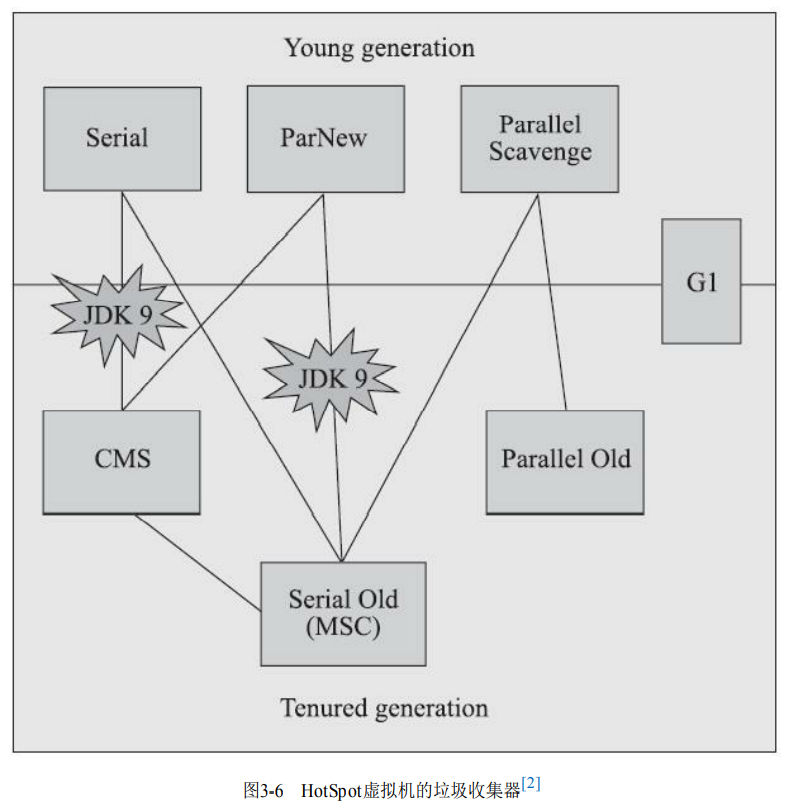 Young generation
Serial
ParNew
Parallel
Scavenge
G1
JDK 9
JDK 9
CMS
Parallel Old
Serial Old
(MSC)
Tenured generation
图3-6 HotSpot虚拟机的垃圾收集器[2]